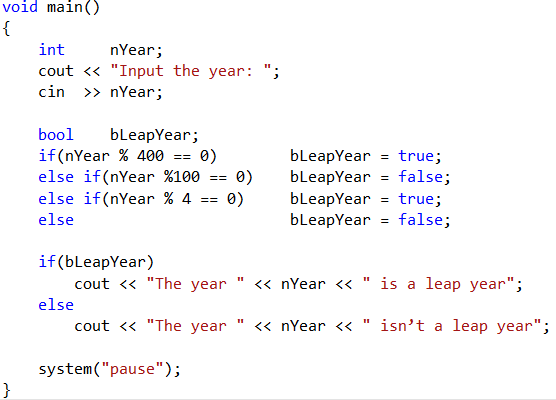 void main()
{
    int     nYear;
    cout << "Input the year: ";
    cin  >> nYear;

    bool    bLeapYear;
    if(nYear % 400 == 0)        bLeapYear = true;
    else if(nYear %100 == 0)    bLeapYear = false;
    else if(nYear % 4 == 0)     bLeapYear = true;
    else                        bLeapYear = false;

    if(bLeapYear)
        cout << "The year " << nYear << " is a leap year";
    else
        cout << "The year " << nYear << " isn’t a leap year";

    system("pause");
}